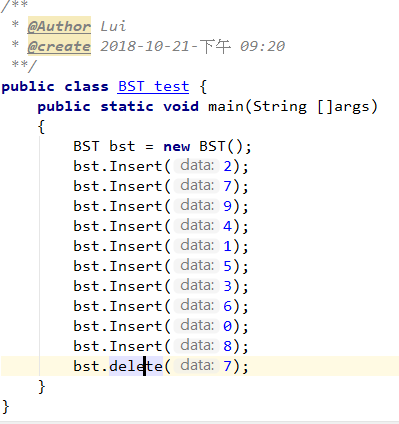 /**
 * @Author Lui
 * @create 2018-10-21-下午 09:20
 **/
public class BST_test {
    public static void main(String []args)
    {
        BST bst = new BST();
        bst.Insert( data: 2);
        bst.Insert( data: 7);
        bst.Insert( data: 9);
        bst.Insert( data: 4);
        bst.Insert( data: 1);
        bst.Insert( data: 5);
        bst.Insert( data: 3);
        bst.Insert( data: 6);
        bst.Insert( data: 0);
        bst.Insert( data: 8);
        bst.delete( data: 7);
    }
}